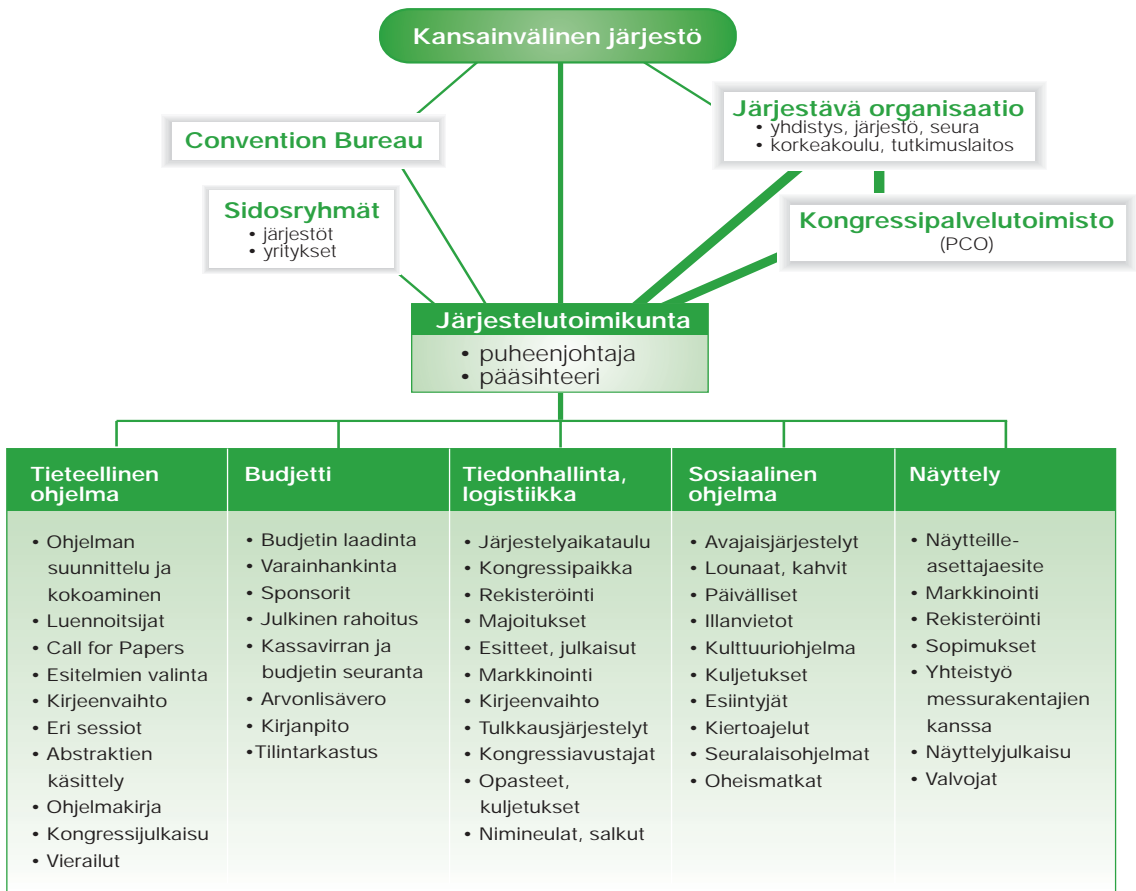 Kansainvälinen järjestö
Convention Bureau
Järjestävä organisaatio
• yhdistys, järjestö, seura
• korkeakoulu, tutkimuslaitos
Sidosryhmät
• järjestöt
• yritykset
Kongressipalvelutoimisto
(PCO)
Järjestelutoimikunta
• puheenjohtaja
• pääsihteeri
Tieteellinen
ohjelma
• Ohjelman
suunnittelu ja
kokoaminen
• Luennoitsijat
• Call for Papers
• Esitelmien valinta
• Kirjeenvaihto
• Eri sessiot
• Abstraktien
käsittely
• Ohjelmakirja
• Kongressijulkaisu
• Vierailut
Budjetti
• Budjetin laadinta
• Varainhankinta
• Sponsorit
• Julkinen rahoitus
• Kassavirran ja
budjetin seuranta
• Arvonlisävero
• Kirjanpito
•Tilintarkastus
Tiedonhallinta,
logistiikka
• Järjestelyaikataulu
• Kongressipaikka
• Rekisteröinti
• Majoitukset
• Esitteet, julkaisut
• Markkinointi
• Kirjeenvaihto
• Tulkkausjärjestelyt
• Kongressiavustajat
• Opasteet,
kuljetukset
• Nimineulat, salkut
Sosiaalinen
ohjelma
• Avajaisjärjestelyt
• Lounaat, kahvit
• Päivälliset
• Illanvietot
• Kulttuuriohjelma
• Kuljetukset
• Esiintyjät
• Kiertoajelut
• Seuralaisohjelmat
• Oheismatkat
Näyttely
• Näytteille-
asettajaesite
• Markkinointi
• Rekisteröinti
• Sopimukset
• Yhteistyö
messurakentajien
kanssa
• Näyttelyjulkaisu
• Valvojat